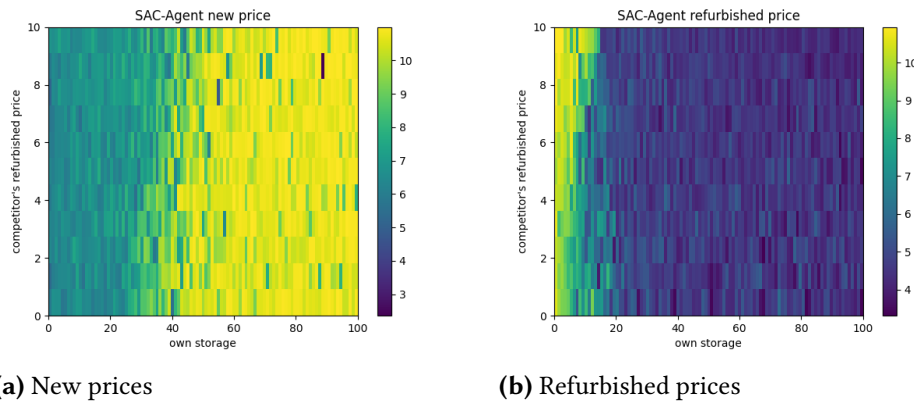 SAC-Agent new price
10
8
6
4
2
0
competitor's refurbished price
0 20 40 60 80 100
own storage
10
9
8
7
6
5
4
3
SAC-Agent refurbished price
10
8
6
4
2
0
competitor's refurbished price
0 20 40 60 80 100
own storage
10
9
8
7
6
5
4
(a) New prices
(b) Refurbished prices